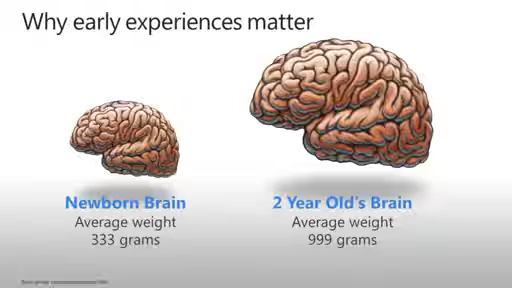 Why early experiences matter
Newborn Brain
Average weight
333 grams
2 Year Old's Brain
Average weight
999 grams